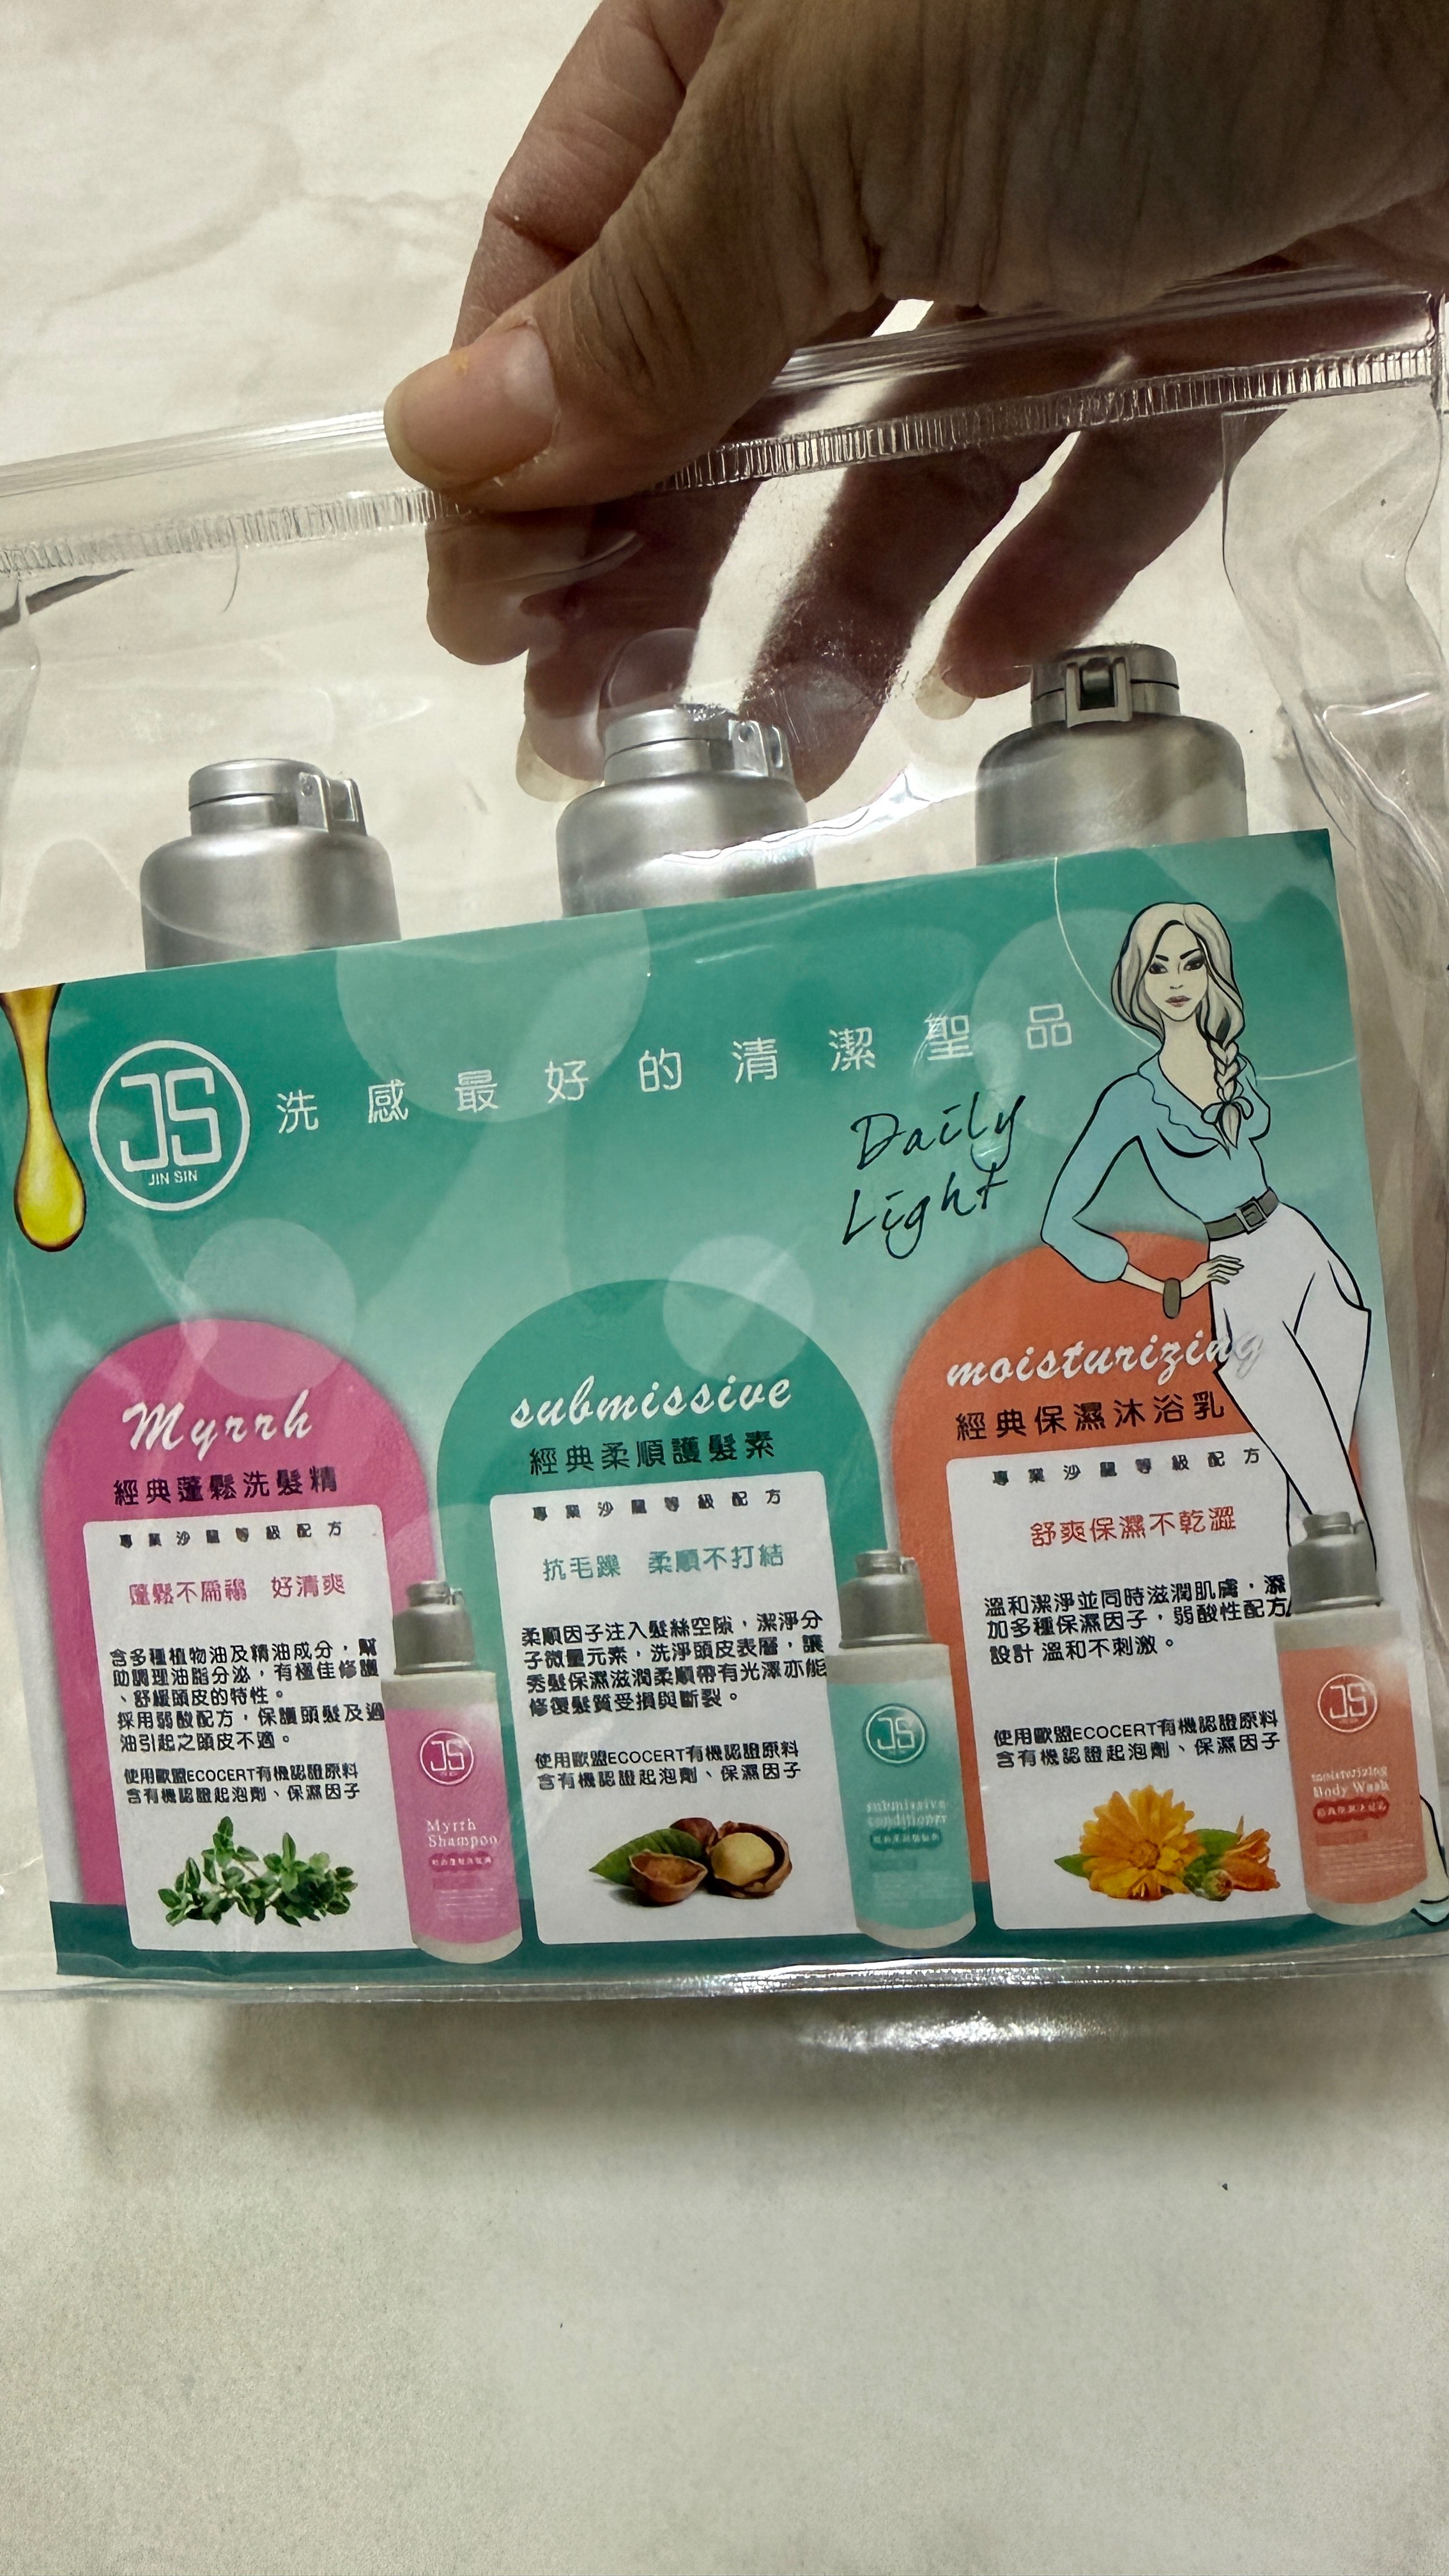 JS
JIN SIN
洗感最好的清潔聖品
Daily
Light
Myrrh
經典蓬鬆洗髮精
專業沙龍等級配方
蓬鬆不扁塌 好清爽
含多種植物油及精油成分，幫
助調理油脂分泌，有極佳修護
、舒緩頭皮的特性。
採用弱酸配方，保護頭髮及過
油引起之頭皮不適。
使用歐盟ECOCERT有機認證原料
含有機認證起泡劑、保濕因子
JS
Myrrh
Shampoo
submissive
經典柔順護髮素
專業沙龍等級配方
抗毛躁 柔順不打結
柔順因子注入髮絲空隙，潔淨分
子微量元素，洗淨頭皮表層，讓
秀髮保濕滋潤柔順帶有光澤亦能
修復髮質受損與斷裂。
使用歐盟ECOCERT有機認證原料
含有機認證起泡劑、保濕因子
JS
submissive
conditioner
moisturizing
經典保濕沐浴乳
專業沙龍等級配方
舒爽保濕不乾澀
溫和潔淨並同時滋潤肌膚，添
加多種保濕因子，弱酸性配方
設計 溫和不刺激。
使用歐盟ECOCERT有機認證原料
含有機認證起泡劑、保濕因子
JS
moisturizing
Body Wash